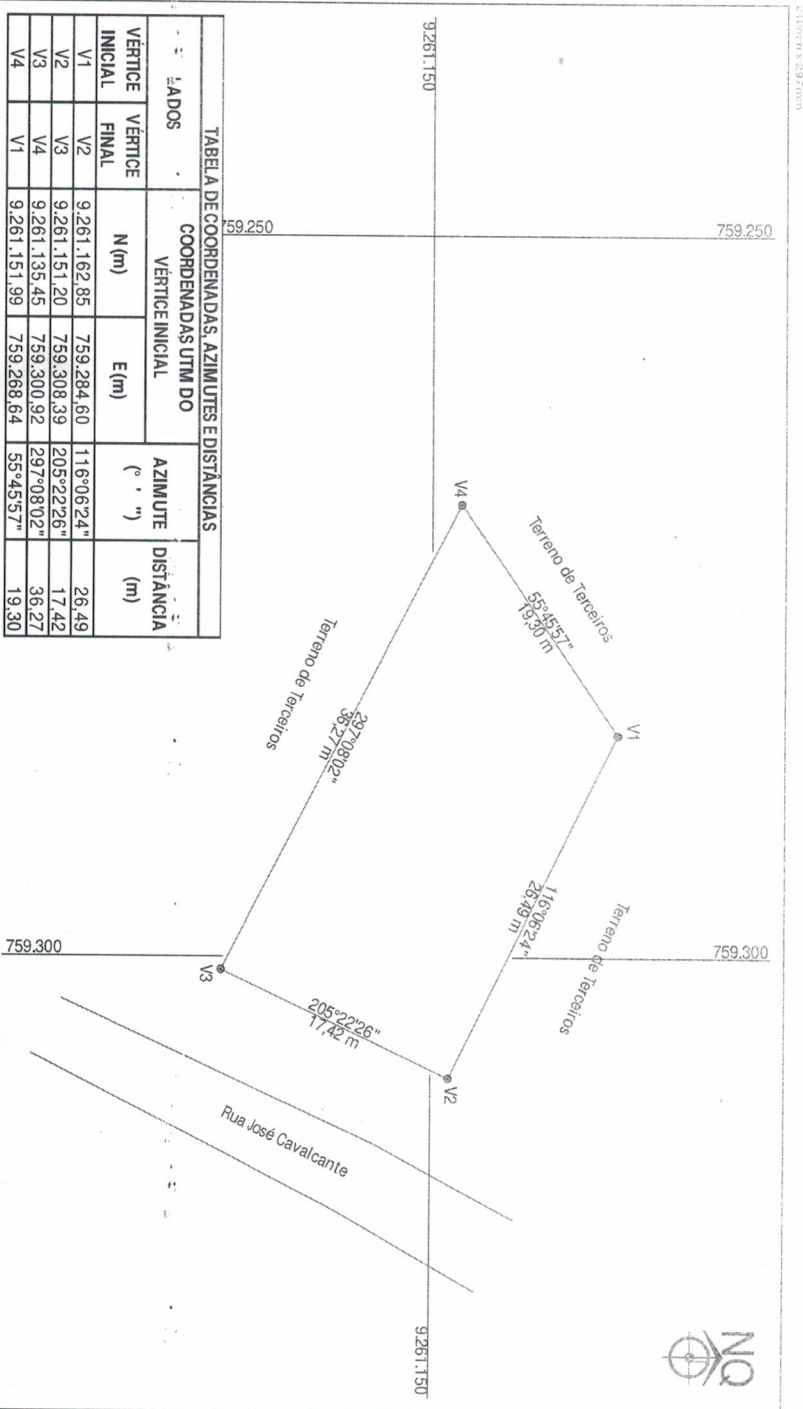 210mm x 297mm
NQ
759.250
759.300
9.261.150
9.261.150
759.250
759.300
Terreno de Terceiros
55°45'57"
19,30 m
V1
V4
Terreno de Terceiros
116°06'24"
26,49 m
297°08'02"
36,27 m
Terreno de Terceiros
V2
205°22'26"
17,42 m
V3
Rua José Cavalcante
TABELA DE COORDENADAS, AZIMUTES E DISTÂNCIAS
LADOS COORDENADAS UTM DO VÉRTICE INICIAL AZIMUTE (° ' ") DISTÂNCIA (m)
VÉRTICE INICIAL VÉRTICE FINAL N (m) E (m)
V1 V2 9.261.162,85 759.284,60 116°06'24" 26,49
V2 V3 9.261.151,20 759.308,39 205°22'26" 17,42
V3 V4 9.261.135,45 759.300,92 297°08'02" 36,27
V4 V1 9.261.151,99 759.268,64 55°45'57" 19,30